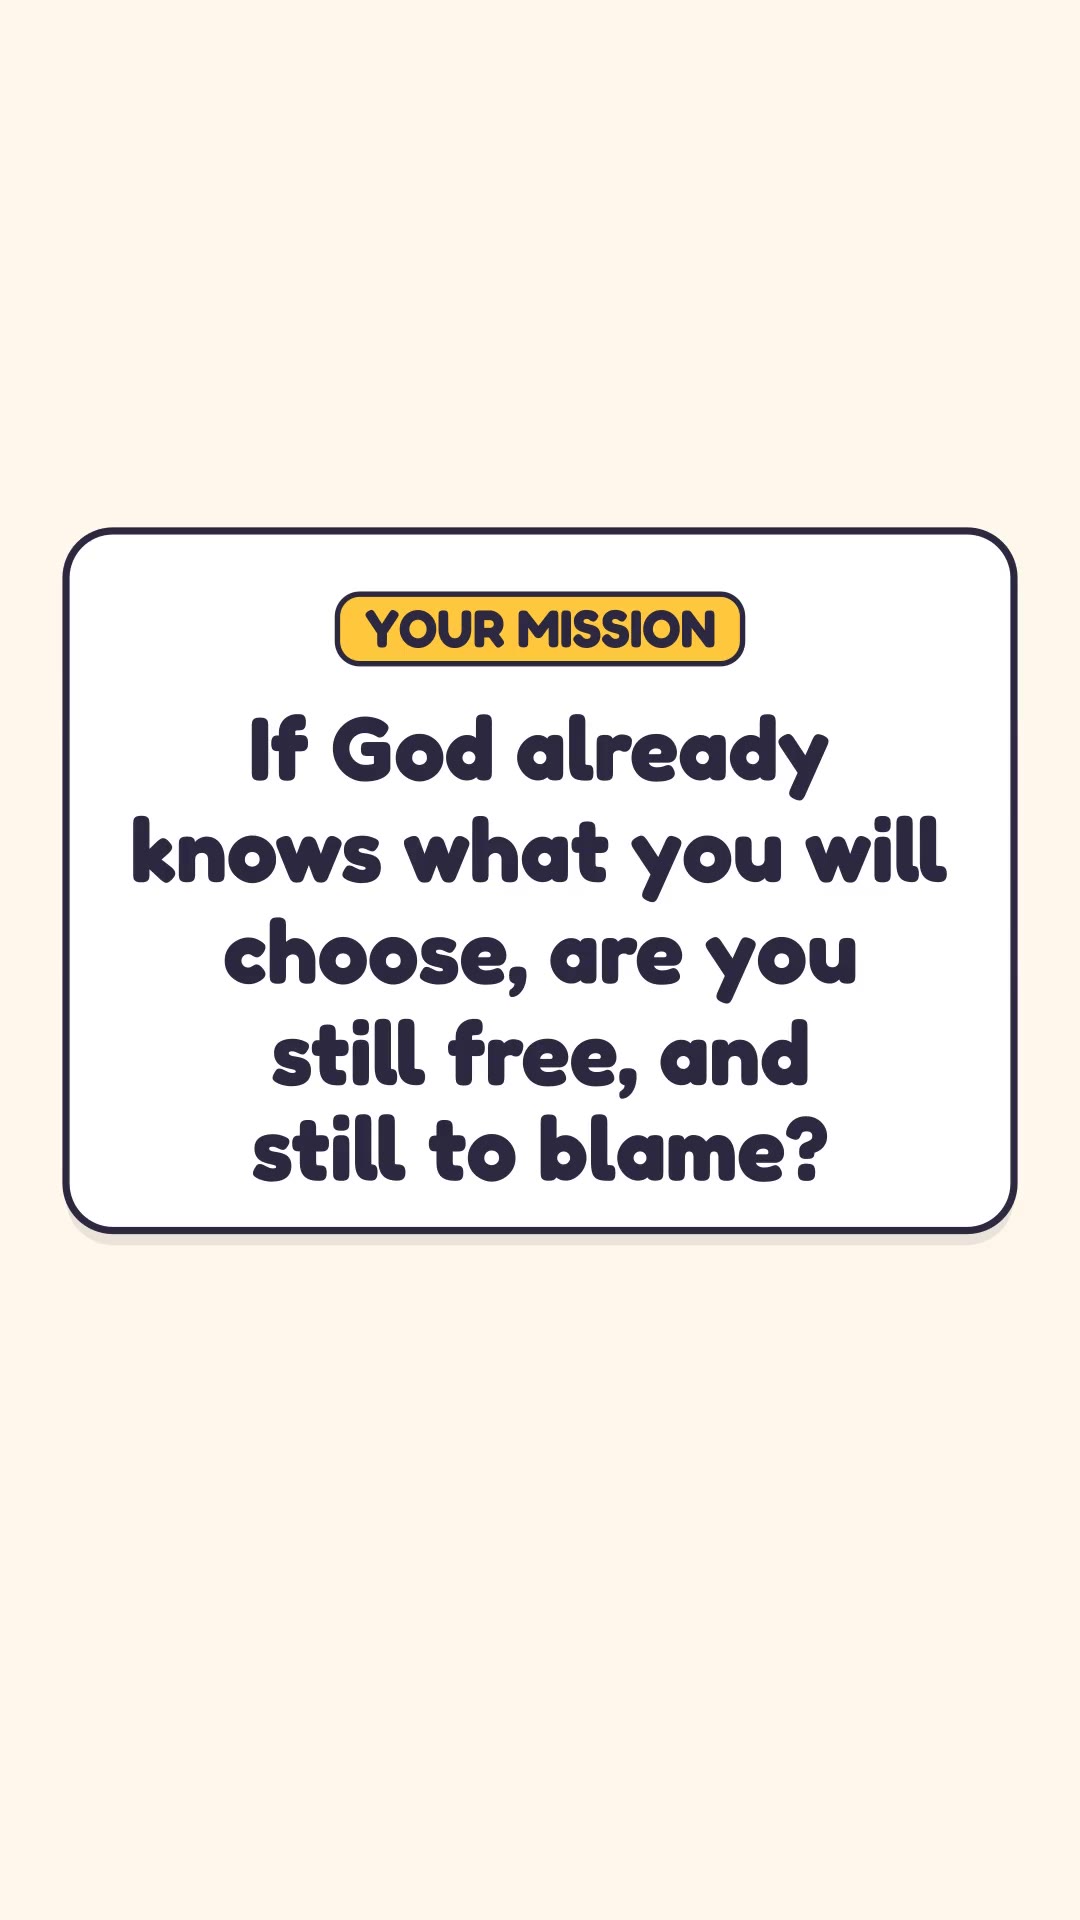 YOUR MISSION
If God already
knows what you will
choose, are you
still free, and
still to blame?